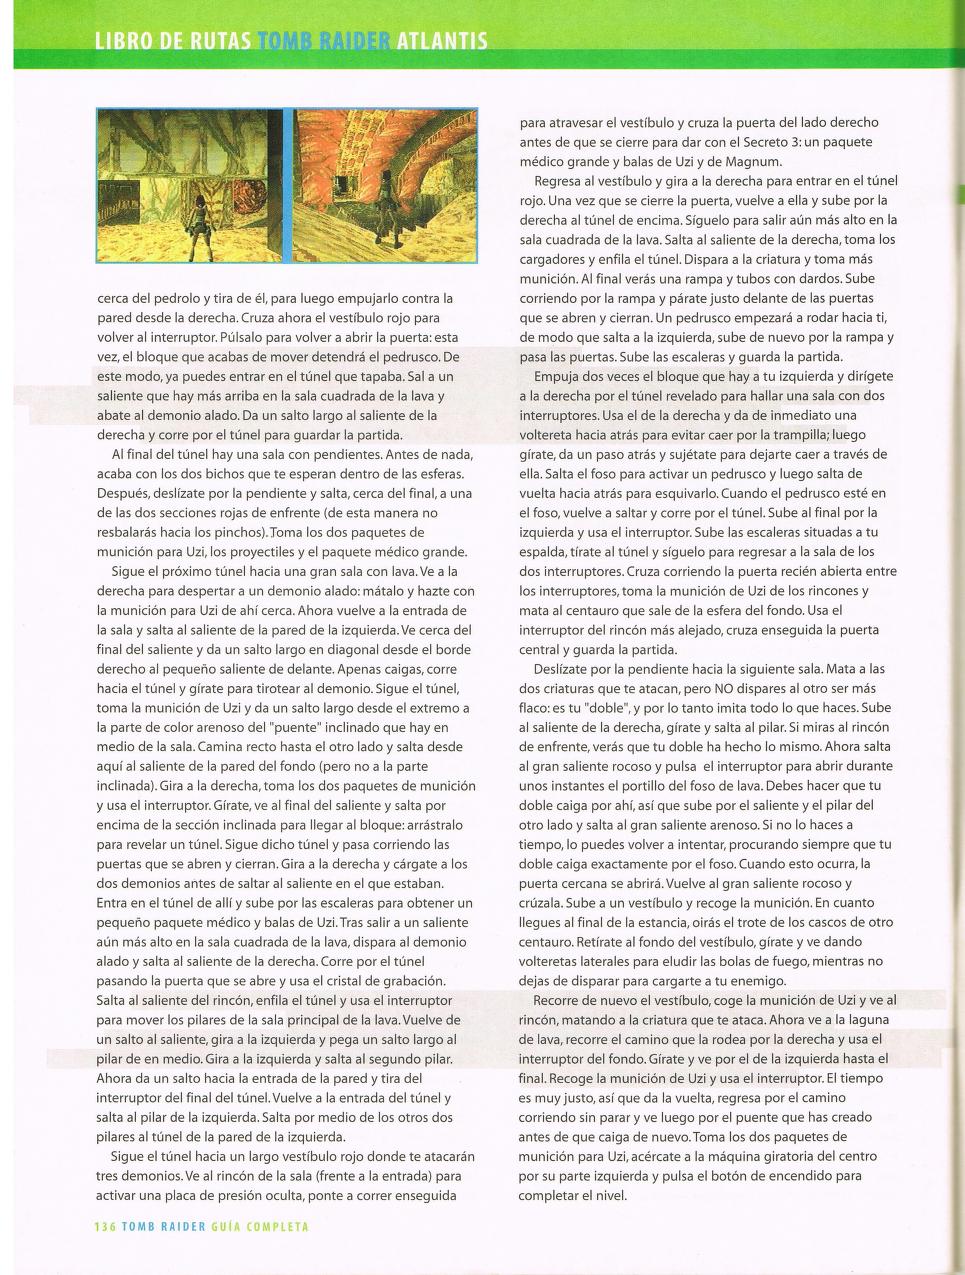 LIBRO DE RUTAS TOMB RAIDER ATLANTIS
cerca del pedrolo y tira de él, para luego empujarlo contra la
pared desde la derecha. Cruza ahora el vestíbulo rojo para
volver al interruptor. Púlsalo para volver a abrir la puerta: esta
vez, el bloque que acabas de mover detendrá el pedrusco. De
este modo, ya puedes entrar en el túnel que tapaba. Sal a un
saliente que hay más arriba en la sala cuadrada de la lava y
abate al demonio alado. Da un salto largo al saliente de la
derecha y corre por el túnel para guardar la partida.
Al final del túnel hay una sala con pendientes. Antes de nada,
acaba con los dos bichos que te esperan dentro de las esferas.
Después, deslízate por la pendiente y salta, cerca del final, a una
de las dos secciones rojas de enfrente (de esta manera no
resbalarás hacia los pinchos). Toma los dos paquetes de
munición para Uzi, los proyectiles y el paquete médico grande.
Sigue el próximo túnel hacia una gran sala con lava. Ve a la
derecha para despertar a un demonio alado: mátalo y hazte con
la munición para Uzi de ahí cerca. Ahora vuelve a la entrada de
la sala y salta al saliente de la pared de la izquierda. Ve cerca del
final del saliente y da un salto largo en diagonal desde el borde
derecho al pequeño saliente de delante. Apenas caigas, corre
hacia el túnel y gírate para tirotear al demonio. Sigue el túnel,
toma la munición de Uzi y da un salto largo desde el extremo a
la parte de color arenoso del "puente" inclinado que hay en
medio de la sala. Camina recto hasta el otro lado y salta desde
aquí al saliente de la pared del fondo (pero no a la parte
inclinada). Gira a la derecha, toma los dos paquetes de munición
y usa el interruptor. Gírate, ve al final del saliente y salta por
encima de la sección inclinada para llegar al bloque: arrástralo
para revelar un túnel. Sigue dicho túnel y pasa corriendo las
puertas que se abren y cierran. Gira a la derecha y cárgate a los
dos demonios antes de saltar al saliente en el que estaban.
Entra en el túnel de allí y sube por las escaleras para obtener un
pequeño paquete médico y balas de Uzi. Tras salir a un saliente
aún más alto en la sala cuadrada de la lava, dispara al demonio
alado y salta al saliente de la derecha. Corre por el túnel
pasando la puerta que se abre y usa el cristal de grabación.
Salta al saliente del rincón, enfila el túnel y usa el interruptor
para mover los pilares de la sala principal de la lava. Vuelve de
un salto al saliente, gira a la izquierda y pega un salto largo al
pilar de en medio. Gira a la izquierda y salta al segundo pilar.
Ahora da un salto hacia la entrada de la pared y tira del
interruptor del final del túnel. Vuelve a la entrada del túnel y
salta al pilar de la izquierda. Salta por medio de los otros dos
pilares al túnel de la pared de la izquierda.
Sigue el túnel hacia un largo vestíbulo rojo donde te atacarán
tres demonios. Ve al rincón de la sala (frente a la entrada) para
activar una placa de presión oculta, ponte a correr enseguida
para atravesar el vestíbulo y cruza la puerta del lado derecho
antes de que se cierre para dar con el Secreto 3: un paquete
médico grande y balas de Uzi y de Magnum.
Regresa al vestíbulo y gira a la derecha para entrar en el túnel
rojo. Una vez que se cierre la puerta, vuelve a ella y sube por la
derecha al túnel de encima. Síguelo para salir aún más alto en la
sala cuadrada de la lava. Salta al saliente de la derecha, toma los
cargadores y enfila el túnel. Dispara a la criatura y toma más
munición. Al final verás una rampa y tubos con dardos. Sube
corriendo por la rampa y párate justo delante de las puertas
que se abren y cierran. Un pedrusco empezará a rodar hacia ti,
de modo que salta a la izquierda, sube de nuevo por la rampa y
pasa las puertas. Sube las escaleras y guarda la partida.
Empuja dos veces el bloque que hay a tu izquierda y dirígete
a la derecha por el túnel revelado para hallar una sala con dos
interruptores. Usa el de la derecha y da de inmediato una
voltereta hacia atrás para evitar caer por la trampilla; luego
gírate, da un paso atrás y sujétate para dejarte caer a través de
ella. Salta el foso para activar un pedrusco y luego salta de
vuelta hacia atrás para esquivarlo. Cuando el pedrusco esté en
el foso, vuelve a saltar y corre por el túnel. Sube al final por la
izquierda y usa el interruptor. Sube las escaleras situadas a tu
espalda, tírate al túnel y síguelo para regresar a la sala de los
dos interruptores. Cruza corriendo la puerta recién abierta entre
los interruptores, toma la munición de Uzi de los rincones y
mata al centauro que sale de la esfera del fondo. Usa el
interruptor del rincón más alejado, cruza enseguida la puerta
central y guarda la partida.
Deslízate por la pendiente hacia la siguiente sala. Mata a las
dos criaturas que te atacan, pero NO dispares al otro ser más
flaco: es tu "doble", y por lo tanto imita todo lo que haces. Sube
al saliente de la derecha, gírate y salta al pilar. Si miras al rincón
de enfrente, verás que tu doble ha hecho lo mismo. Ahora salta
al gran saliente rocoso y pulsa el interruptor para abrir durante
unos instantes el portillo del foso de lava. Debes hacer que tu
doble caiga por ahí, así que sube por el saliente y el pilar del
otro lado y salta al gran saliente arenoso. Si no lo haces a
tiempo, lo puedes volver a intentar, procurando siempre que tu
doble caiga exactamente por el foso. Cuando esto ocurra, la
puerta cercana se abrirá. Vuelve al gran saliente rocoso y
crúzala. Sube a un vestíbulo y recoge la munición. En cuanto
llegues al final de la estancia, oirás el trote de los cascos de otro
centauro. Retírate al fondo del vestíbulo, gírate y ve dando
volteretas laterales para eludir las bolas de fuego, mientras no
dejas de disparar para cargarte a tu enemigo.
Recorre de nuevo el vestíbulo, coge la munición de Uzi y ve al
rincón, matando a la criatura que te ataca. Ahora ve a la laguna
de lava, recorre el camino que la rodea por la derecha y usa el
interruptor del fondo. Gírate y ve por el de la izquierda hasta el
final. Recoge la munición de Uzi y usa el interruptor. El tiempo
es muy justo, así que da la vuelta, regresa por el camino
corriendo sin parar y ve luego por el puente que has creado
antes de que caiga de nuevo. Toma los dos paquetes de
munición para Uzi, acércate a la máquina giratoria del centro
por su parte izquierda y pulsa el botón de encendido para
completar el nivel.
136 TOMB RAIDER GUÍA COMPLETA